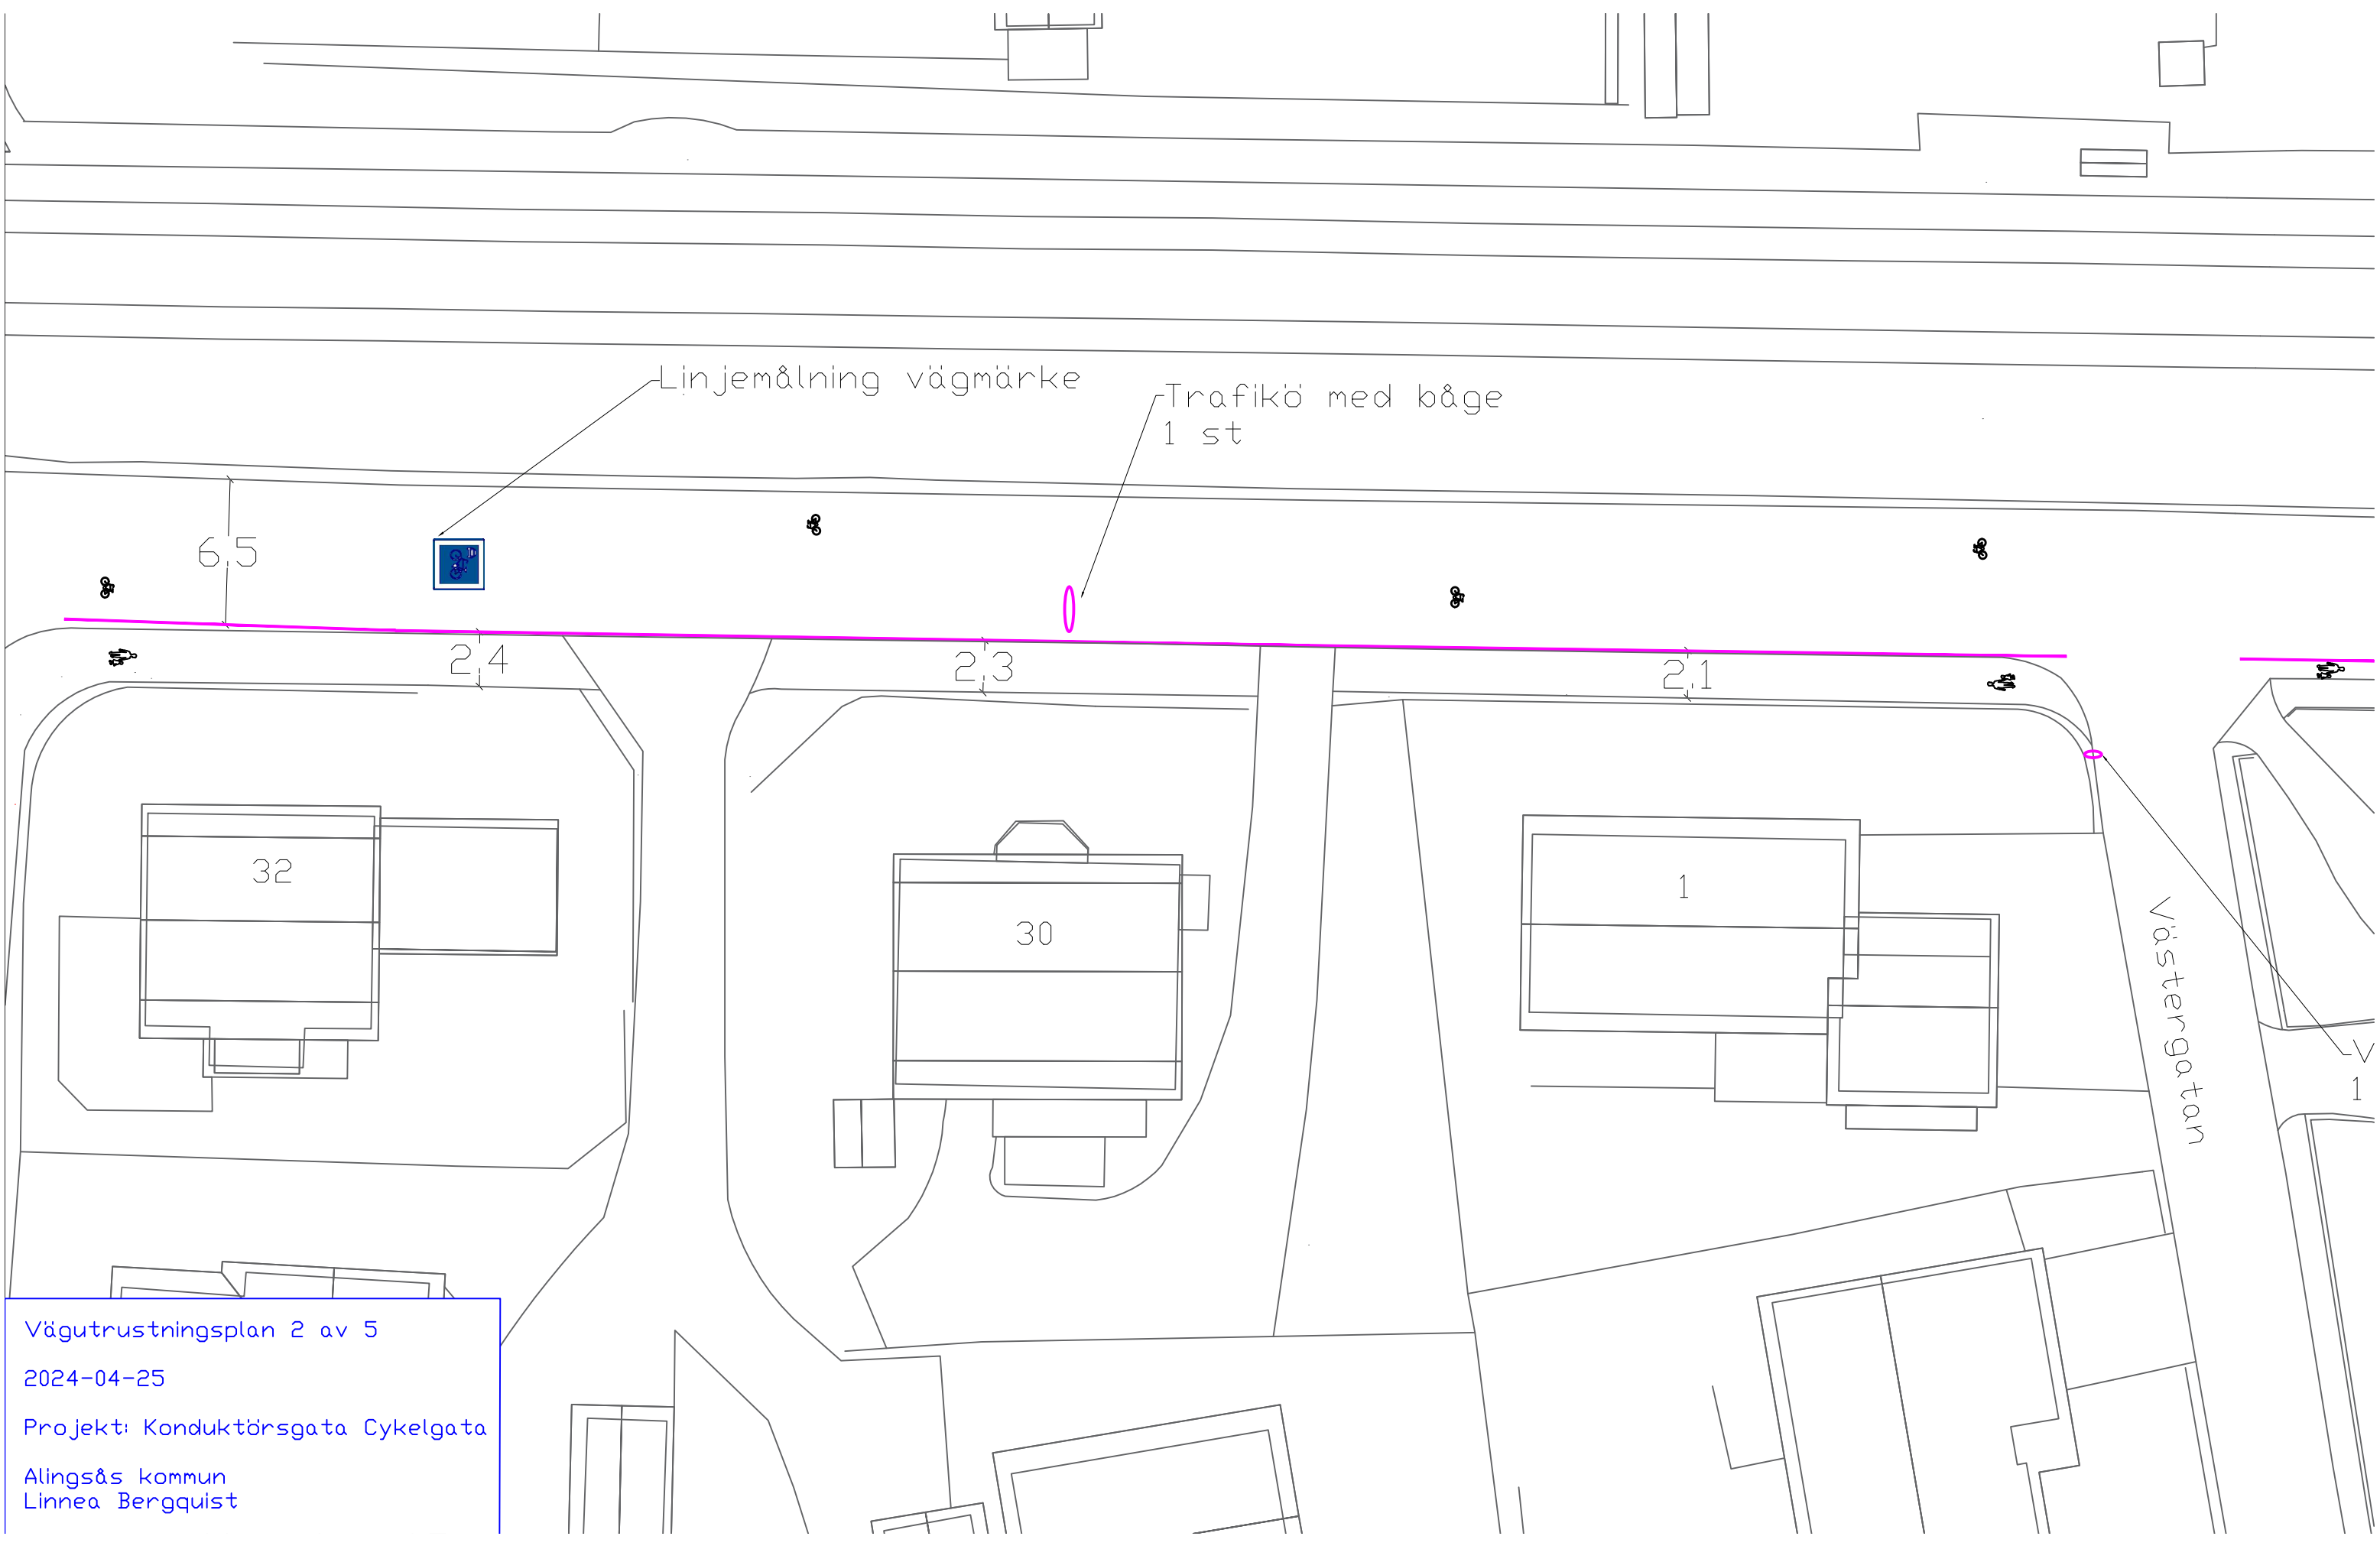 Linjemålning vägmärke
Trafikö med båge
1 st
6.5
2.4
2.3
2.1
32
30
1
Västergatan
V
1
Vägutrustningsplan 2 av 5
2024-04-25
Projekt: Konduktörsgata Cykelgata
Alingsås kommun
Linnea Bergquist